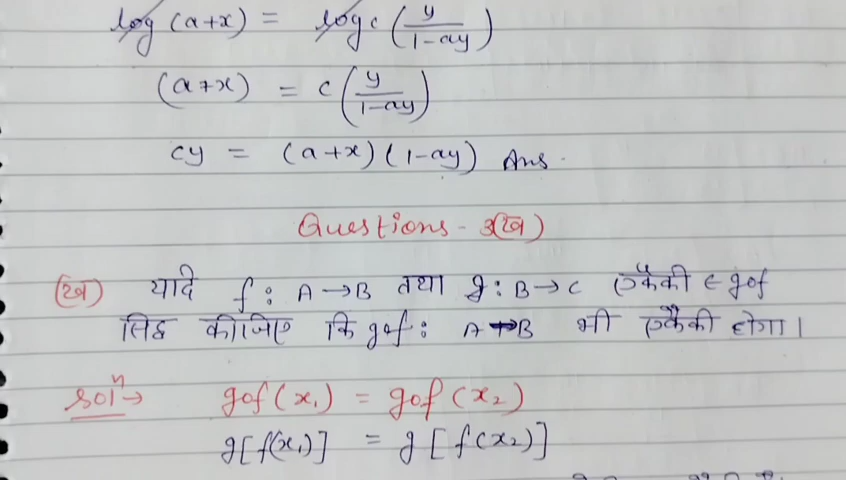 log (a+x) = log c (y/1-ay)
(a+x) = c (y/1-ay)
cy = (a+x) (1-ay) Ans.
Questions - 3(ख)
(ख) यदि f : A → B तथा g : B → C एकैकी ∈ gof
सिद्ध कीजिए कि gof : A → B भी एकैकी होगा।
Solⁿ → gof(x₁) = gof(x₂)
g[f(x₁)] = g[f(x₂)]